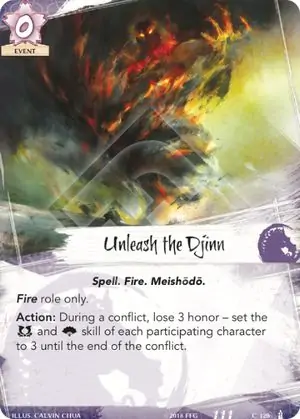 0
EVENT
Unleash the Djinn
Spell. Fire. Meishōdō.
Fire role only.
Action: During a conflict, lose 3 honor – set the
and skill of each participating character
to 3 until the end of the conflict.
ILLUS. CALVIN CHUA
2018 FFG
111